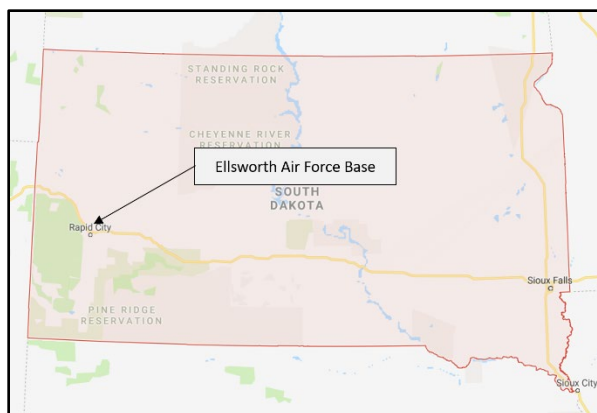 STANDING ROCK
RESERVATION
CHEYENNE RIVER
RESERVATION
Ellsworth Air Force Base
SOUTH
DAKOTA
Rapid City
Sioux Falls
PINE RIDGE
RESERVATION
Sioux City